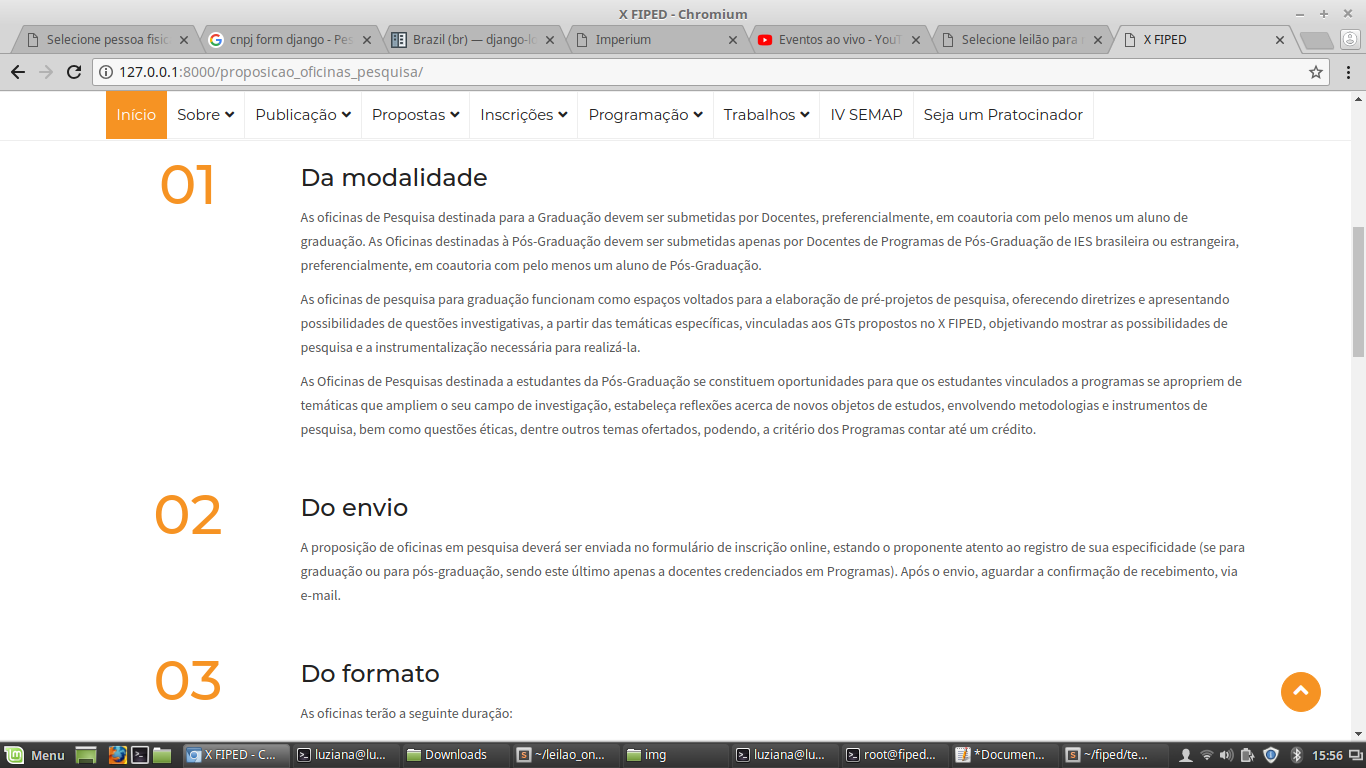 X FIPED - Chromium
Selecione pessoa fisic
cnpj form django - Pes
Brazil (br) — django-lo
Imperium
Eventos ao vivo - YouT
Selecione leilão para
X FIPED
127.0.0.1:8000/proposicao_oficinas_pesquisa/
Início Sobre Publicação Propostas Inscrições Programação Trabalhos IV SEMAP Seja um Pratocinador
01
Da modalidade
As oficinas de Pesquisa destinada para a Graduação devem ser submetidas por Docentes, preferencialmente, em coautoria com pelo menos um aluno de
graduação. As Oficinas destinadas à Pós-Graduação devem ser submetidas apenas por Docentes de Programas de Pós-Graduação de IES brasileira ou estrangeira,
preferencialmente, em coautoria com pelo menos um aluno de Pós-Graduação.
As oficinas de pesquisa para graduação funcionam como espaços voltados para a elaboração de pré-projetos de pesquisa, oferecendo diretrizes e apresentando
possibilidades de questões investigativas, a partir das temáticas específicas, vinculadas aos GTs propostos no X FIPED, objetivando mostrar as possibilidades de
pesquisa e a instrumentalização necessária para realizá-la.
As Oficinas de Pesquisas destinada a estudantes da Pós-Graduação se constituem oportunidades para que os estudantes vinculados a programas se apropriem de
temáticas que ampliem o seu campo de investigação, estabeleça reflexões acerca de novos objetos de estudos, envolvendo metodologias e instrumentos de
pesquisa, bem como questões éticas, dentre outros temas ofertados, podendo, a critério dos Programas contar até um crédito.
02
Do envio
A proposição de oficinas em pesquisa deverá ser enviada no formulário de inscrição online, estando o proponente atento ao registro de sua especificidade (se para
graduação ou para pós-graduação, sendo este último apenas a docentes credenciados em Programas). Após o envio, aguardar a confirmação de recebimento, via
e-mail.
03
Do formato
As oficinas terão a seguinte duração:
Menu
X FIPED - C...
luziana@lu...
Downloads
~/leilao_on...
img
luziana@lu...
root@fiped...
*Documen...
~/fiped/te...
15:56